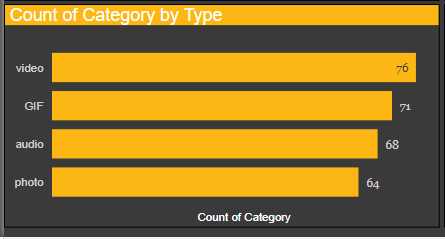 Count of Category by Type
video 76
GIF 71
audio 68
photo 64
Count of Category